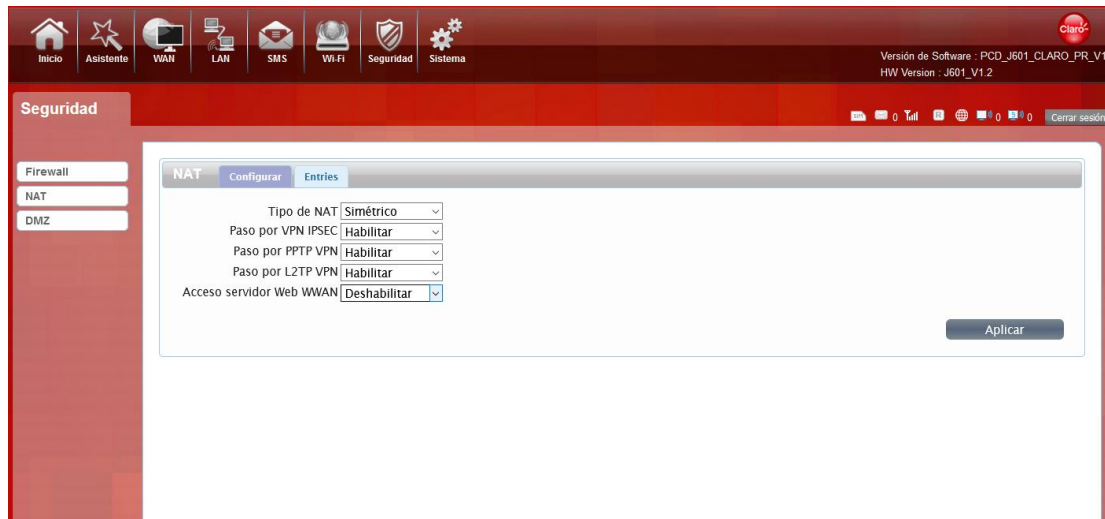 Claro
Inicio Asistente WAN LAN SMS Wi-Fi Seguridad Sistema
Versión de Software : PCD_J601_CLARO_PR_V1
HW Version : J601_V1.2
Seguridad
SIM 0 R 0 0 Cerrar sesión
Firewall
NAT
DMZ
NAT Configurar Entries
Tipo de NAT Simétrico
Paso por VPN IPSEC Habilitar
Paso por PPTP VPN Habilitar
Paso por L2TP VPN Habilitar
Acceso servidor Web WWAN Deshabilitar
Aplicar